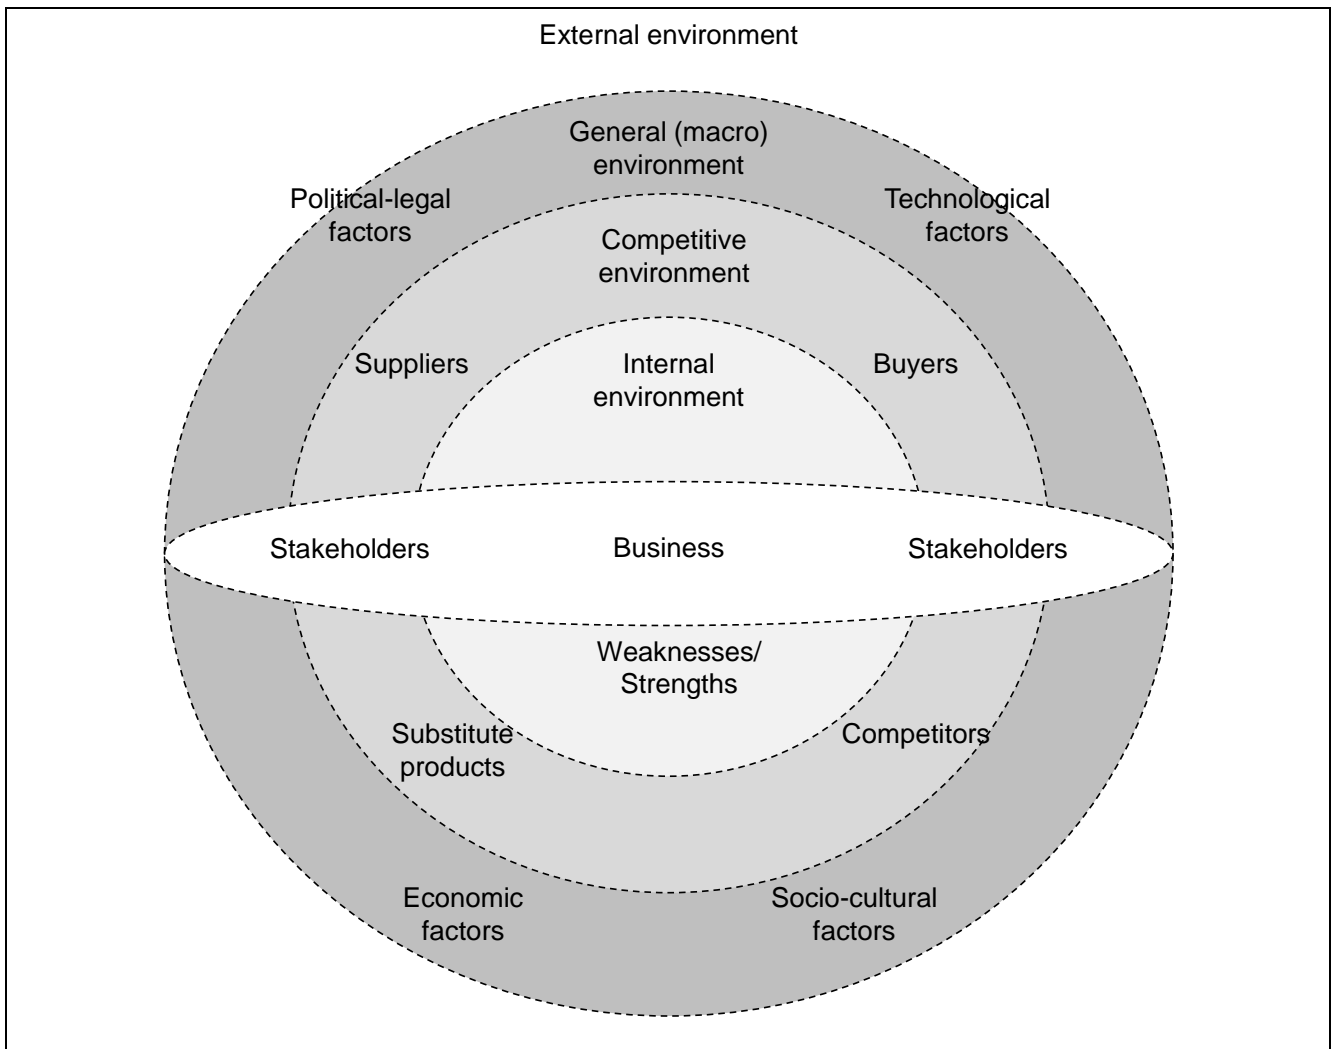 External environment
General (macro)
environment
Political-legal
factors
Technological
factors
Competitive
environment
Suppliers
Internal
environment
Buyers
Stakeholders
Business
Stakeholders
Weaknesses/
Strengths
Substitute
products
Competitors
Economic
factors
Socio-cultural
factors